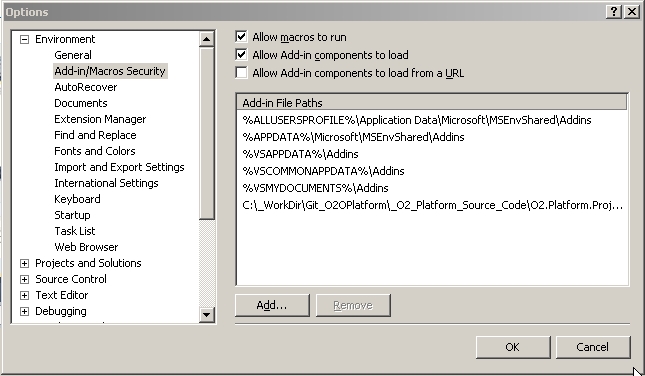 Options
Environment
General
Add-in/Macros Security
AutoRecover
Documents
Extension Manager
Find and Replace
Fonts and Colors
Import and Export Settings
International Settings
Keyboard
Startup
Task List
Web Browser
Projects and Solutions
Source Control
Text Editor
Debugging
Allow macros to run
Allow Add-in components to load
Allow Add-in components to load from a URL
Add-in File Paths
%ALLUSERSPROFILE%\Application Data\Microsoft\MSEnvShared\Addins
%APPDATA%\Microsoft\MSEnvShared\Addins
%VSAPPDATA%\Addins
%VSCOMMONAPPDATA%\Addins
%VSMYDOCUMENTS%\Addins
C:\_WorkDir\Git_O2OPlatform\_O2_Platform_Source_Code\O2.Platform.Proj...
Add...
Remove
OK
Cancel